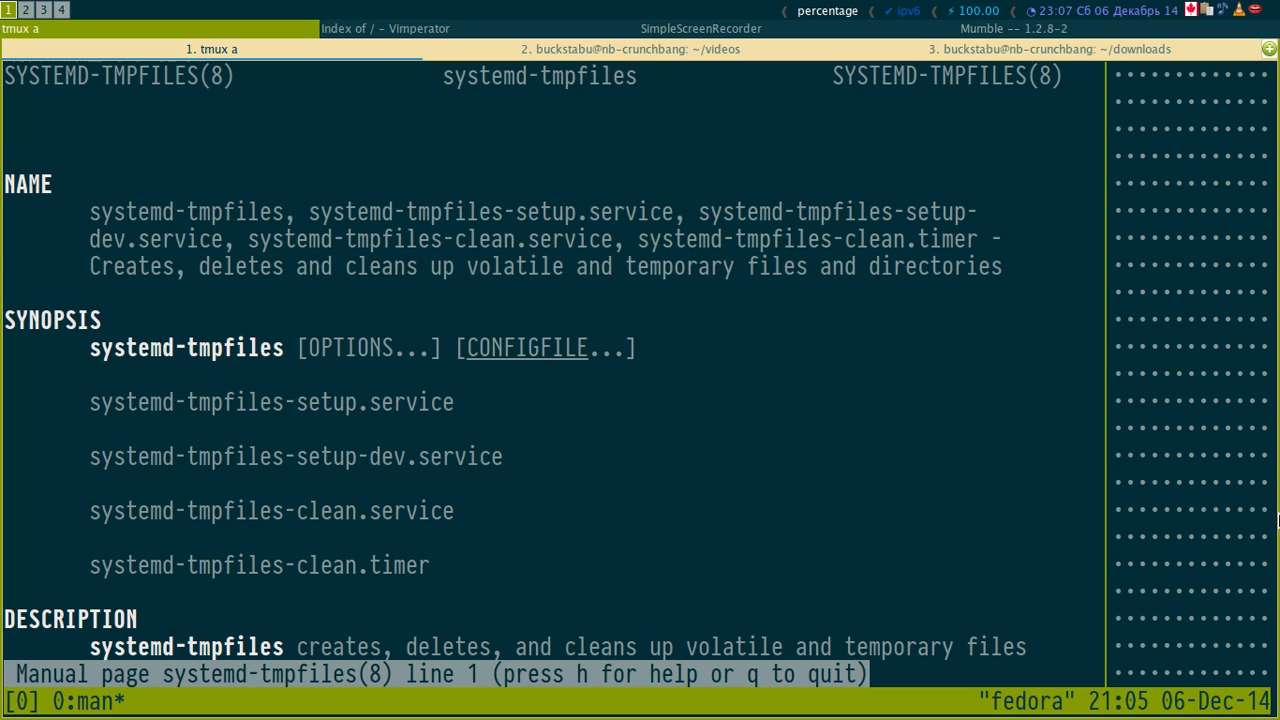 1 2 3 4 percentage ✔ ipv6 ⚡ 100.00 23:07 Сб 06 Декабрь 14
tmux a Index of / - Vimperator SimpleScreenRecorder Mumble -- 1.2.8-2
1. tmux a 2. buckstabu@nb-crunchbang: ~/videos 3. buckstabu@nb-crunchbang: ~/downloads
SYSTEMD-TMPFILES(8) systemd-tmpfiles SYSTEMD-TMPFILES(8)
NAME
systemd-tmpfiles, systemd-tmpfiles-setup.service, systemd-tmpfiles-setup-
dev.service, systemd-tmpfiles-clean.service, systemd-tmpfiles-clean.timer -
Creates, deletes and cleans up volatile and temporary files and directories
SYNOPSIS
systemd-tmpfiles [OPTIONS...] [CONFIGFILE...]
systemd-tmpfiles-setup.service
systemd-tmpfiles-setup-dev.service
systemd-tmpfiles-clean.service
systemd-tmpfiles-clean.timer
DESCRIPTION
systemd-tmpfiles creates, deletes, and cleans up volatile and temporary files
Manual page systemd-tmpfiles(8) line 1 (press h for help or q to quit)
[0] 0:man* "fedora" 21:05 06-Dec-14